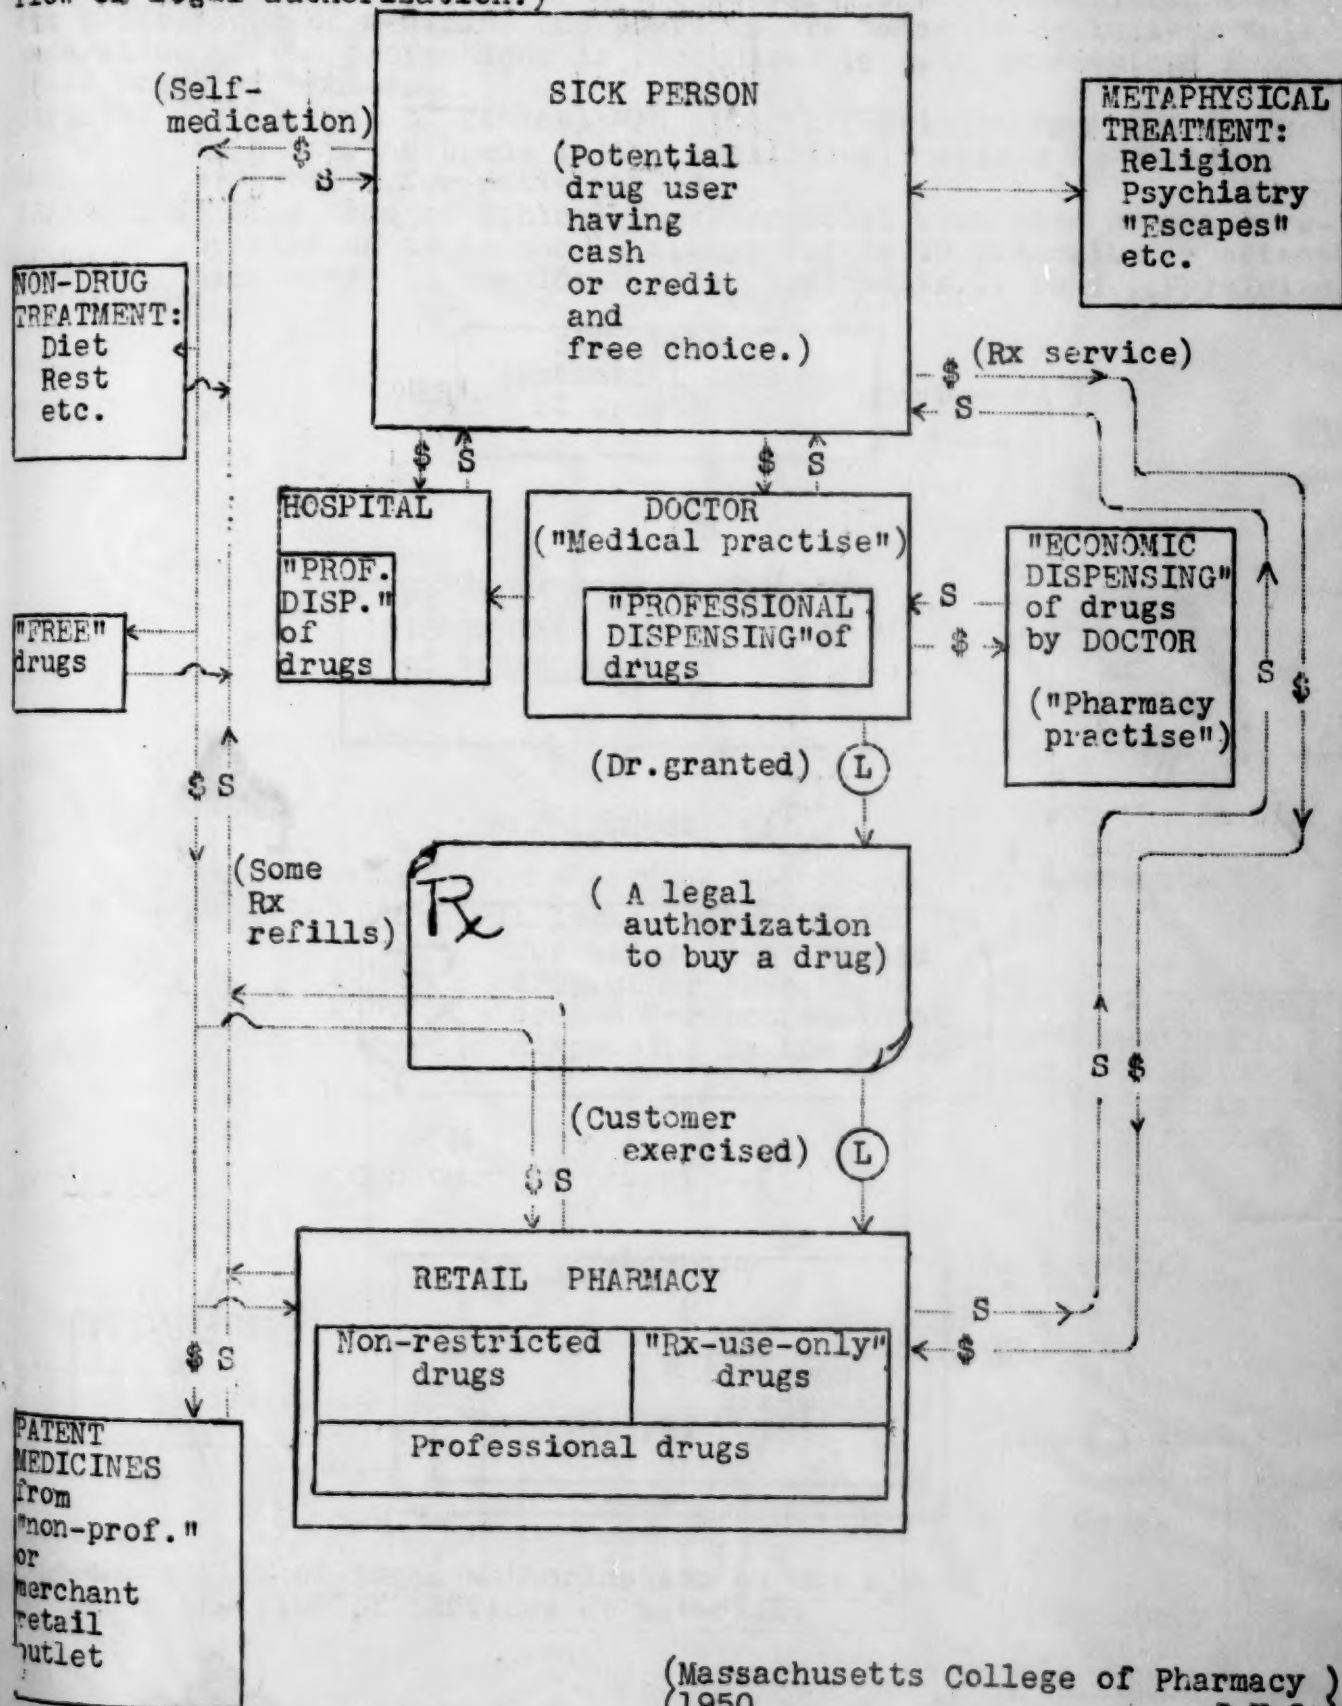 flow of legal authorization.)
SICK PERSON
(Potential
drug user
having
cash
or credit
and
free choice.)
(Self-
medication)
$
S
METAPHYSICAL
TREATMENT:
Religion
Psychiatry
"Escapes"
etc.
NON-DRUG
TREATMENT:
Diet
Rest
etc.
$ (Rx service)
S
$ S
$ S
HOSPITAL
"PROF.
DISP."
of
drugs
DOCTOR
("Medical practise")
"PROFESSIONAL
DISPENSING"of
drugs
S
$
"ECONOMIC
DISPENSING"
of drugs
by DOCTOR
("Pharmacy
practise")
S
$
"FREE"
drugs
$ S
(Dr.granted) L
(Some
Rx
refills)
Rx
( A legal
authorization
to buy a drug)
S $
(Customer
exercised) L
$ S
RETAIL PHARMACY
Non-restricted
drugs
"Rx-use-only"
drugs
Professional drugs
S
$
$ S
PATENT
MEDICINES
from
"non-prof."
or
merchant
retail
outlet
(Massachusetts College of Pharmacy )
(1950